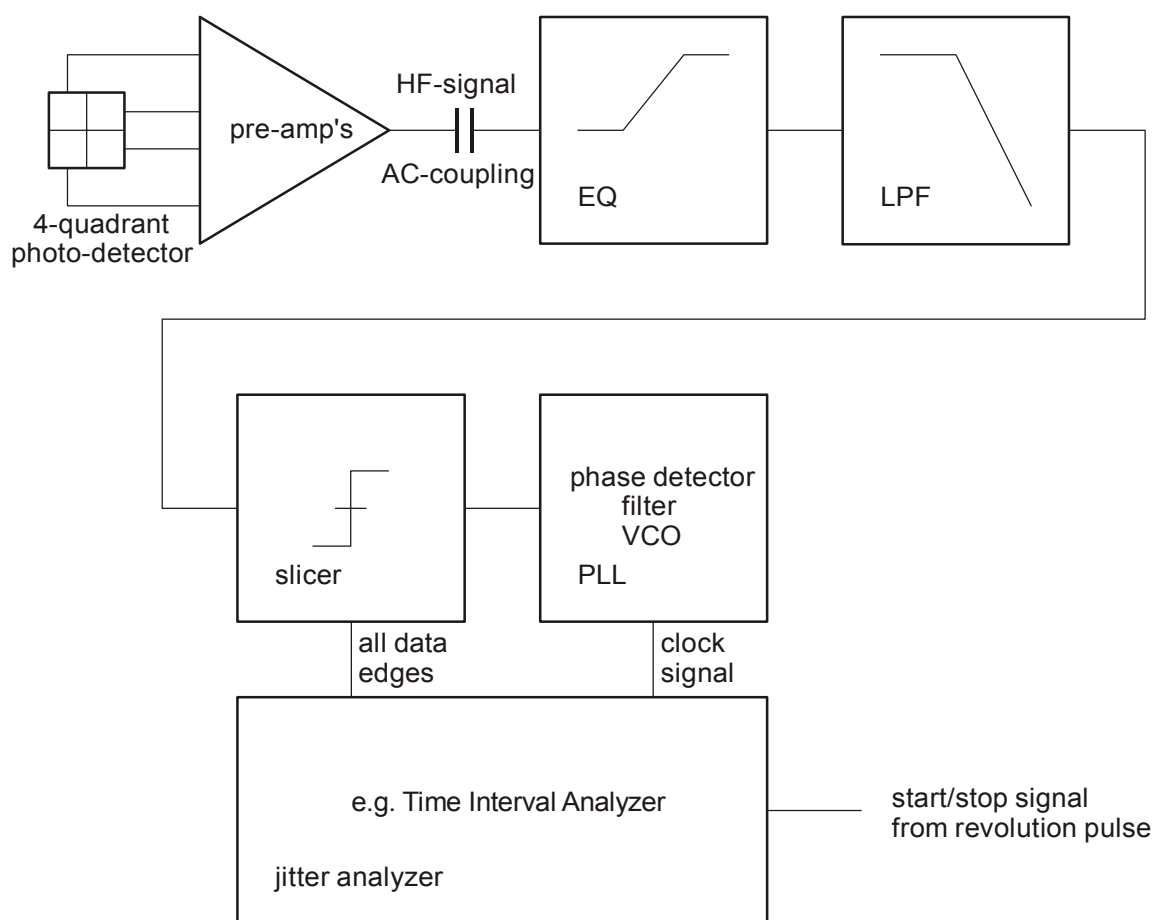 HF-signal
pre-amp's
AC-coupling
EQ
LPF
4-quadrant
photo-detector
phase detector
filter
VCO
slicer
PLL
all data
edges
clock
signal
e.g. Time Interval Analyzer
start/stop signal
from revolution pulse
jitter analyzer